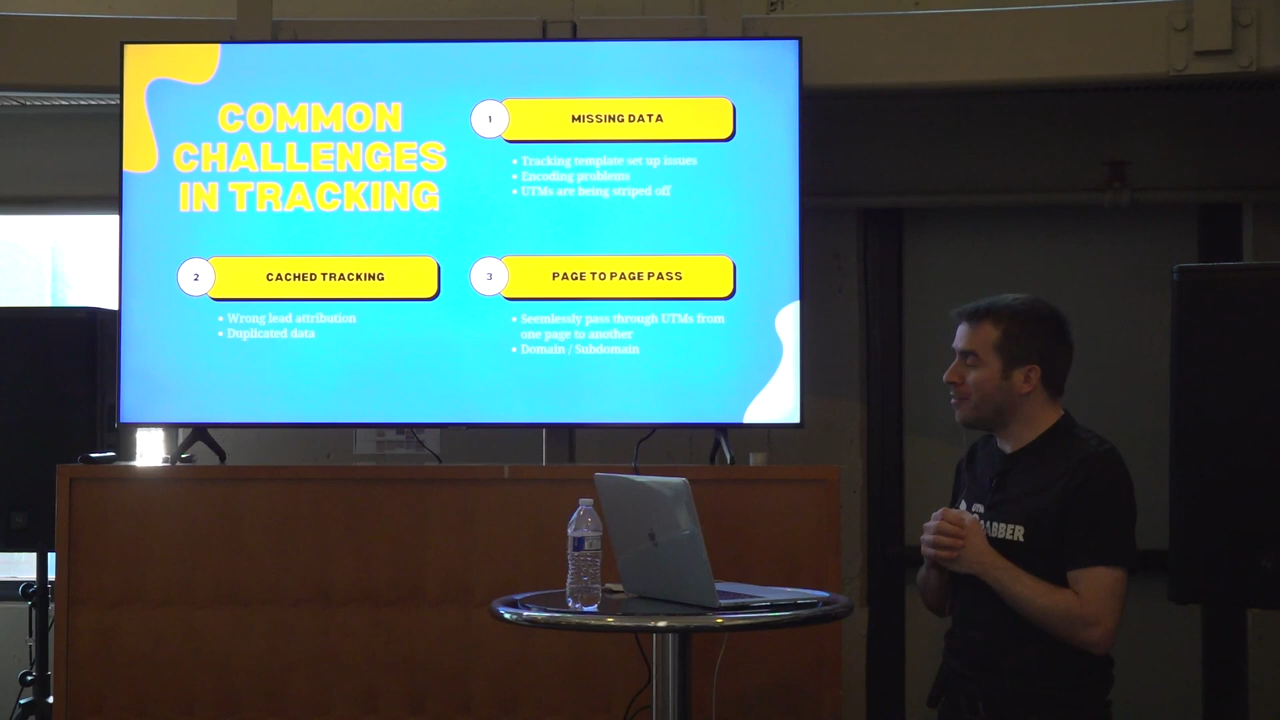 COMMON
CHALLENGES
IN TRACKING
1
MISSING DATA
• Tracking template set up issues
• Encoding problems
• UTMs are being striped off
2
CACHED TRACKING
• Wrong lead attribution
• Duplicated data
3
PAGE TO PAGE PASS
• Seemlessly pass through UTMs from
one page to another
• Domain / Subdomain
UTM